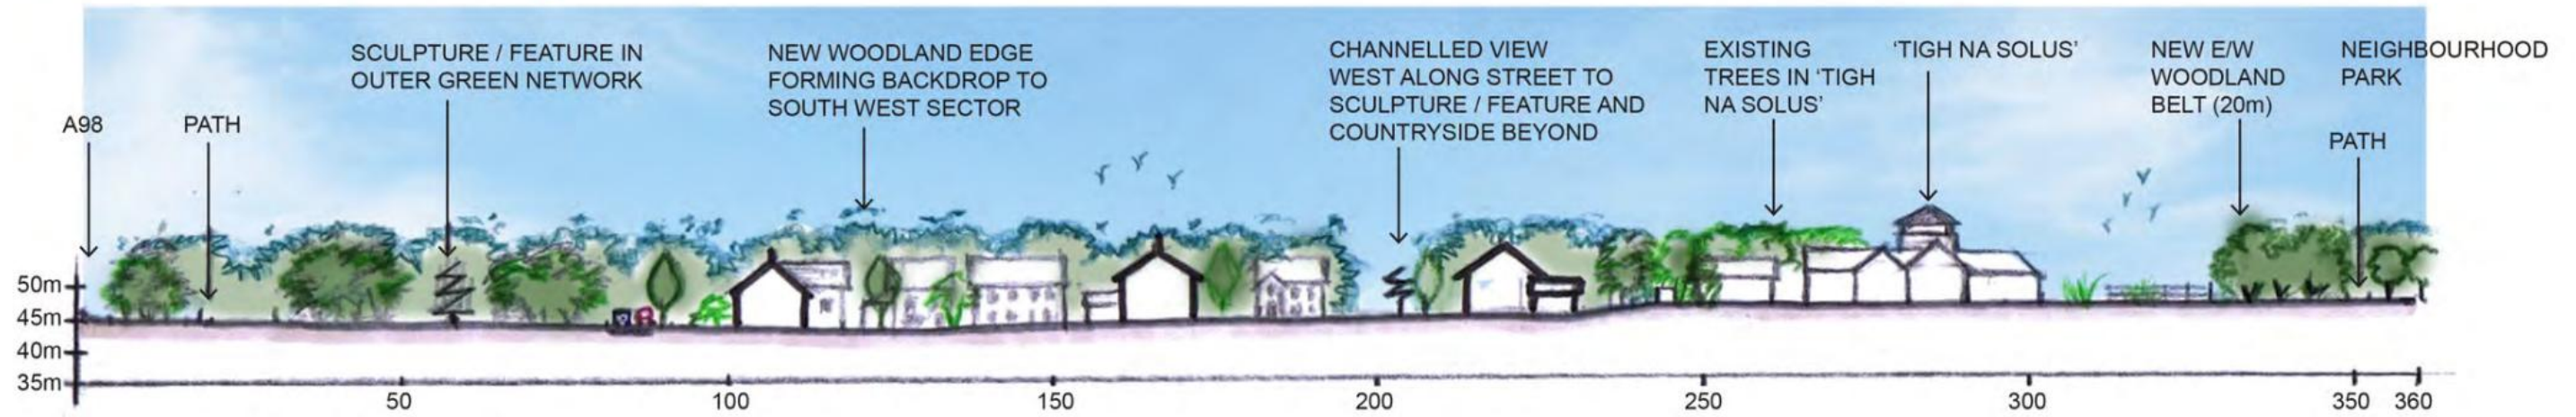 A98
PATH
SCULPTURE / FEATURE IN
OUTER GREEN NETWORK
NEW WOODLAND EDGE
FORMING BACKDROP TO
SOUTH WEST SECTOR
CHANNELLED VIEW
WEST ALONG STREET TO
SCULPTURE / FEATURE AND
COUNTRYSIDE BEYOND
EXISTING
TREES IN ‘TIGH
NA SOLUS’
‘TIGH NA SOLUS’
NEW E/W
WOODLAND
BELT (20m)
NEIGHBOURHOOD
PARK
PATH
50m
45m
40m
35m
50
100
150
200
250
300
350
360